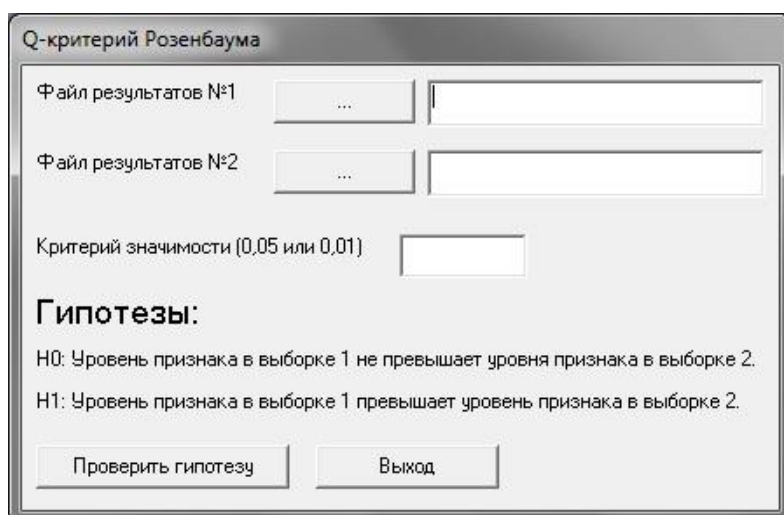 Q-критерий Розенбаума
Файл результатов №1
...
Файл результатов №2
...
Критерий значимости (0,05 или 0,01)
Гипотезы:
H0: Уровень признака в выборке 1 не превышает уровня признака в выборке 2.
H1: Уровень признака в выборке 1 превышает уровень признака в выборке 2.
Проверить гипотезу
Выход